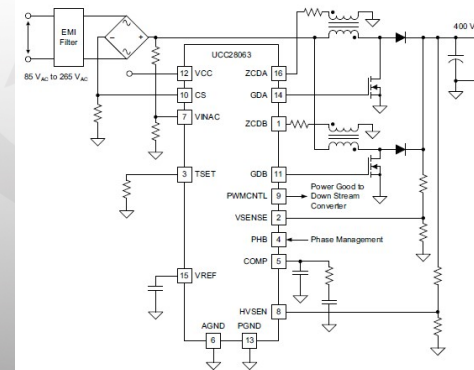 EMI
Filter
85 VAC to 265 VAC
UCC28063
400 V
12 VCC
ZCDA 16
10 CS
GDA 14
7 VINAC
ZCDB 1
3 TSET
GDB 11
PWMCNTL 9
Power Good to
Down Stream
Converter
VSENSE 2
PHB 4
Phase Management
COMP 5
15 VREF
HVSEN 8
AGND
PGND
6
13